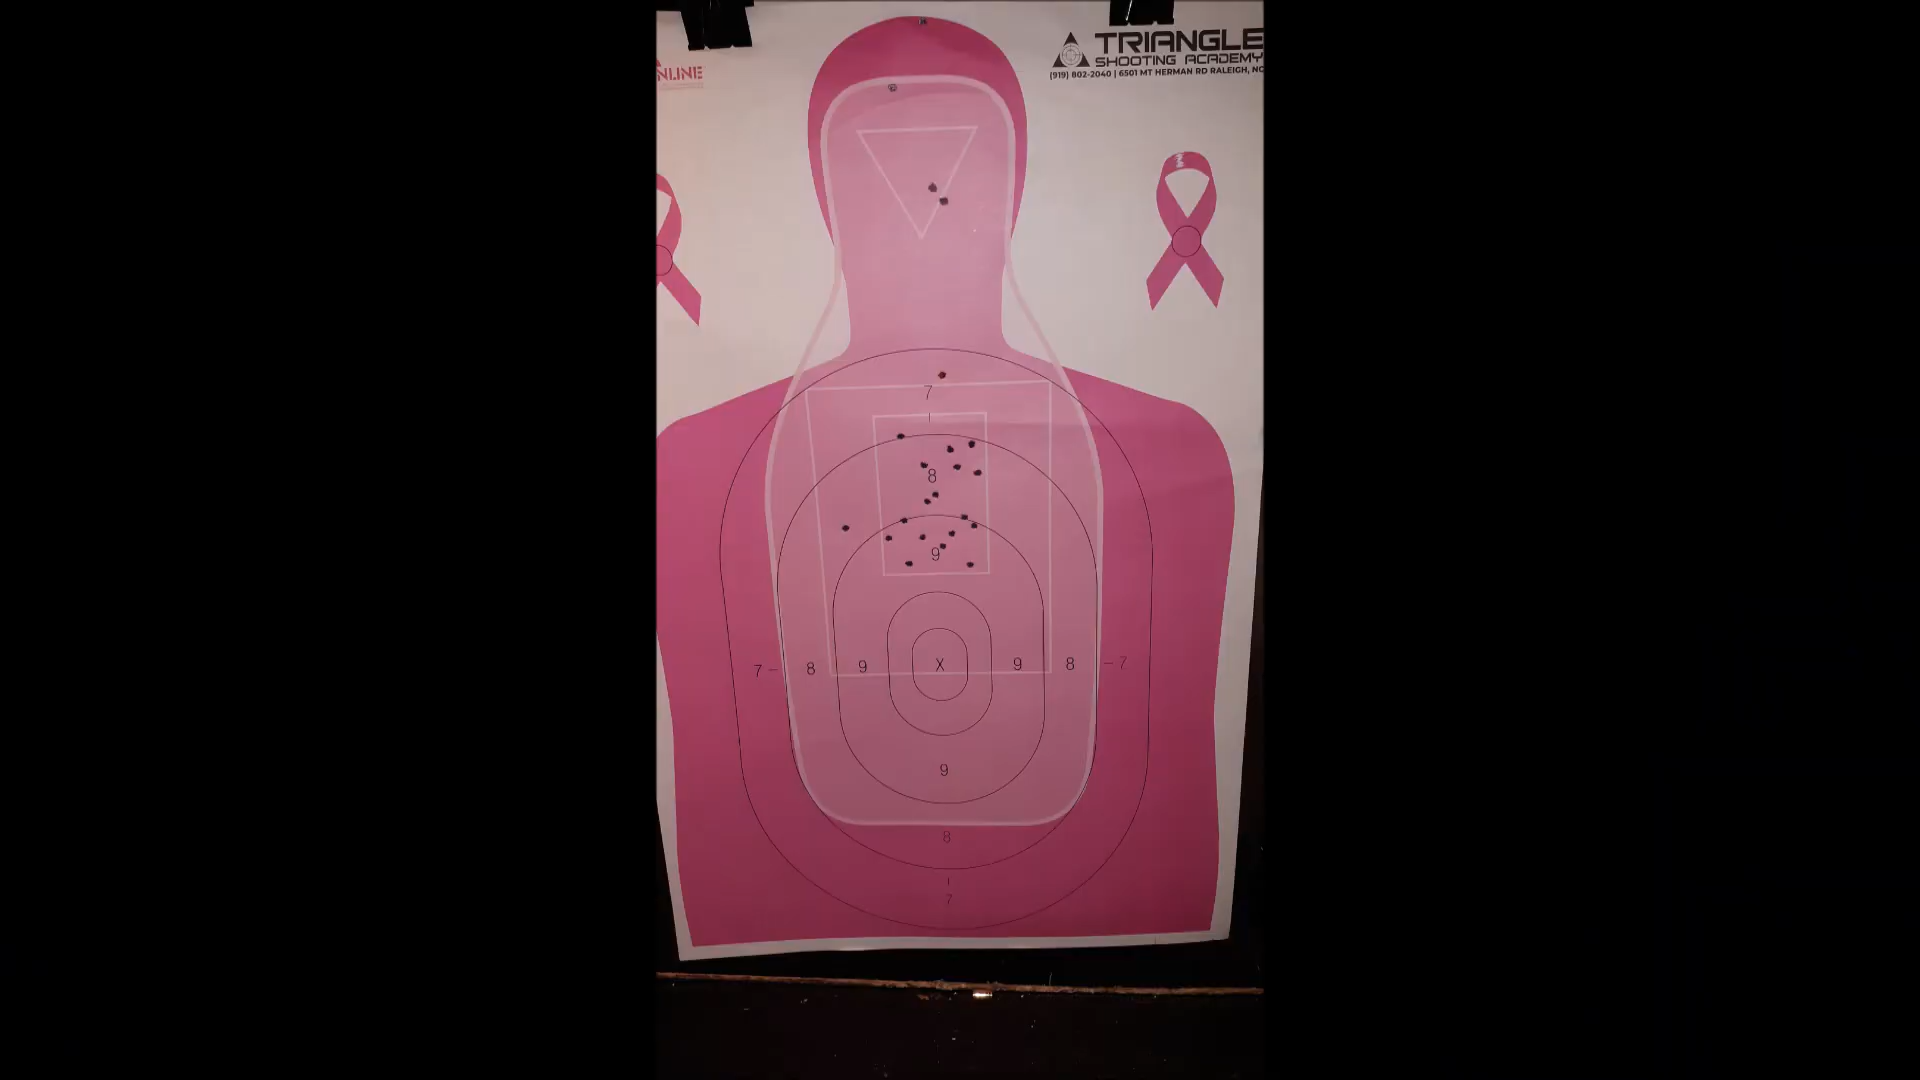 TRIANGLE
SHOOTING ACADEMY
(919) 802-2040 | 6501 MT HERMAN RD RALEIGH, NC
NLINE
7
8
9
7 8 9 X 9 8 7
9
8
7